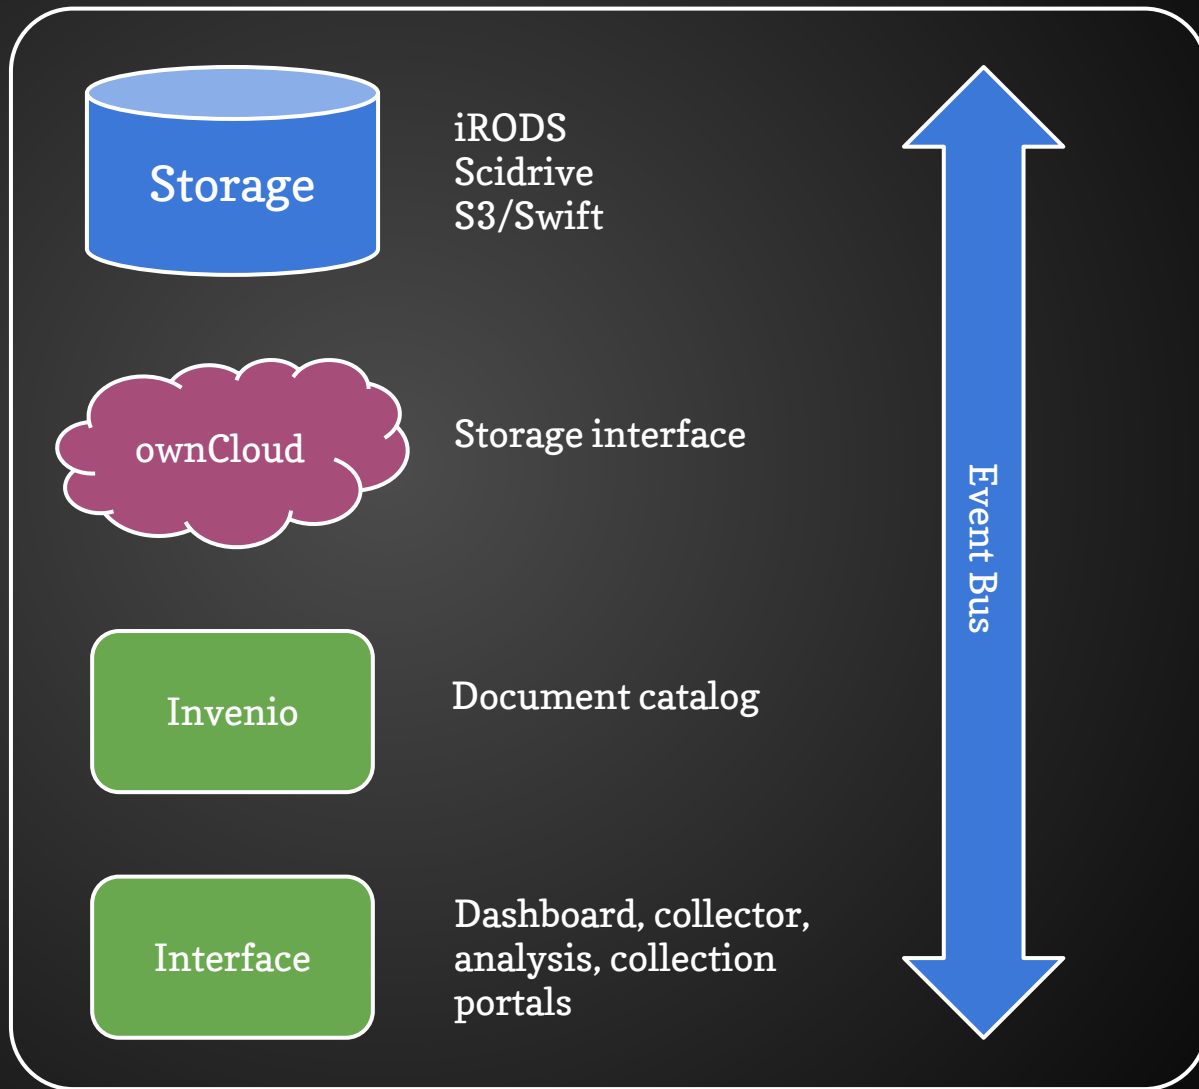 Storage
iRODS
Scidrive
S3/Swift
ownCloud
Storage interface
Event Bus
Invenio
Document catalog
Interface
Dashboard, collector,
analysis, collection
portals